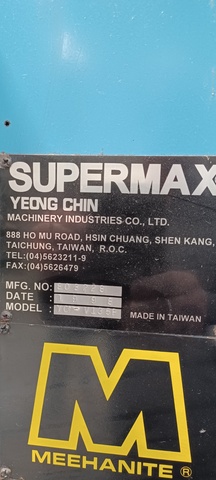 SUPERMAX
YEONG CHIN
MACHINERY INDUSTRIES CO., LTD.
888 HO MU ROAD, HSIN CHUANG, SHEN KANG,
TAICHUNG, TAIWAN, R.O.C.
TEL:(04)5623211-9
FAX:(04)5626479
MFG. NO:
DATE :
MODEL :
MADE IN TAIWAN
M
MEEHANITE ®